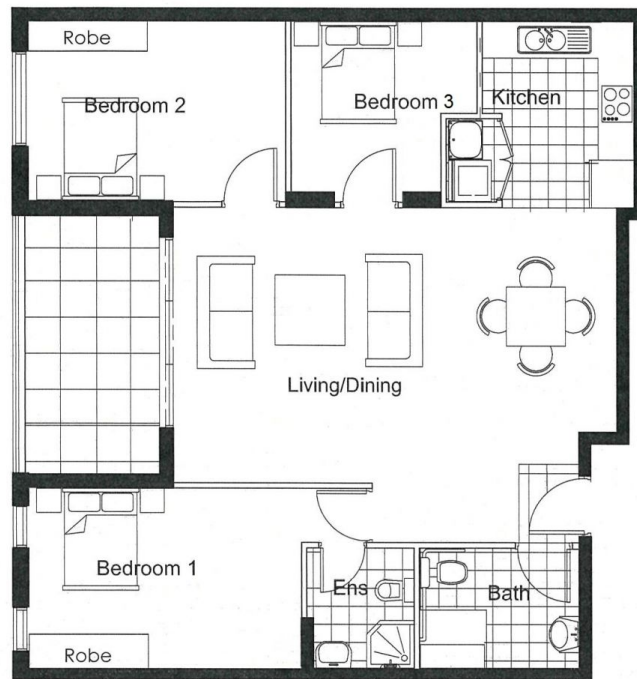 Robe
Bedroom 2
Bedroom 3
Kitchen
Living/Dining
Bedroom 1
Ens
Bath
Robe